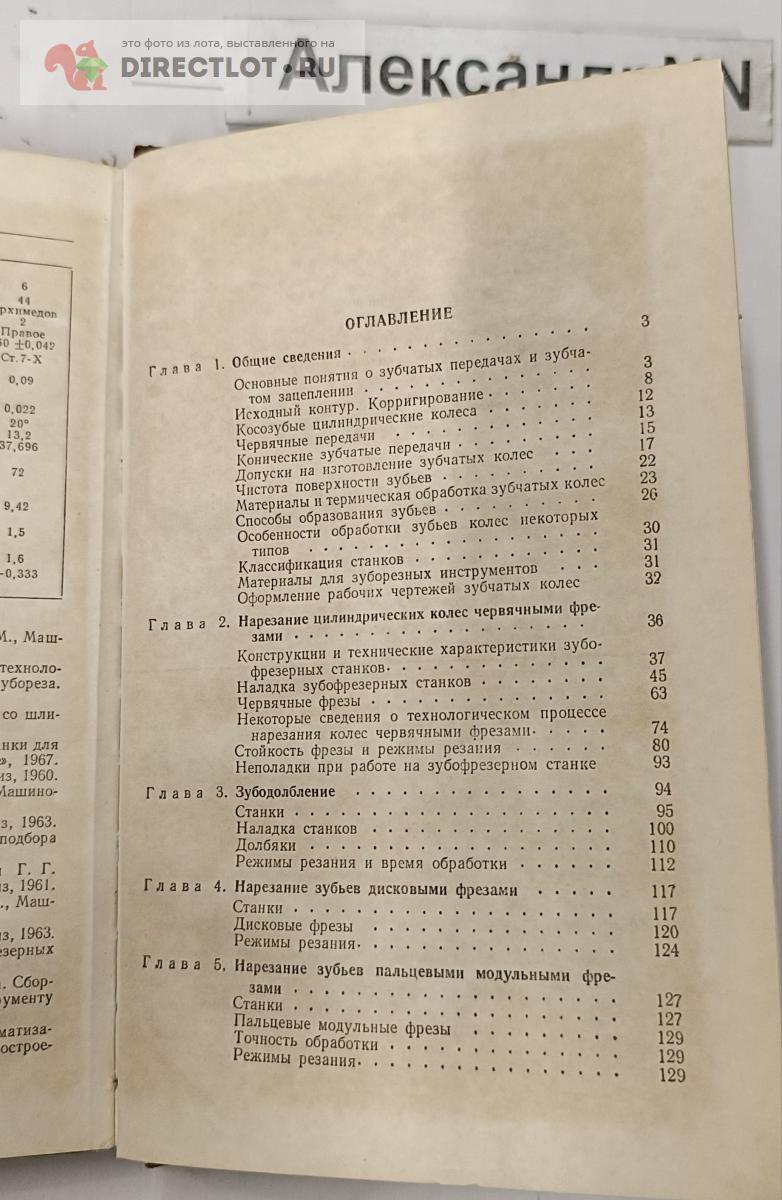 это фото из лота, выставленного на
DIRECTLOT.RU
6
44
рхимедов
2
Правое
60 ±0,042
Ст. 7-Х
0,09
0,022
20°
13,2
37,696
72
9,42
1,5
1,6
-0,333
М., Маш-
техноло-
убореза.
со шли-
нки для
», 1967.
из, 1960.
Машино-
з, 1963.
подбора
Г. Г.
из, 1961.
., Маш-
из, 1963.
езерных
. Сбор-
ументу
матиза-
острое-
ОГЛАВЛЕНИЕ
Глава 1. Общие сведения 3
Основные понятия о зубчатых передачах и зубча-
том зацеплении 3
Исходный контур. Корригирование 8
Косозубые цилиндрические колеса 12
Червячные передачи 13
Конические зубчатые передачи 15
Допуски на изготовление зубчатых колес 17
Чистота поверхности зубьев 22
Материалы и термическая обработка зубчатых колес 23
Способы образования зубьев 26
Особенности обработки зубьев колес некоторых
типов 30
Классификация станков 31
Материалы для зуборезных инструментов 31
Оформление рабочих чертежей зубчатых колес 32
Глава 2. Нарезание цилиндрических колес червячными фре-
зами 36
Конструкции и технические характеристики зубо-
фрезерных станков 37
Наладка зубофрезерных станков 45
Червячные фрезы 63
Некоторые сведения о технологическом процессе
нарезания колес червячными фрезами 74
Стойкость фрезы и режимы резания 80
Неполадки при работе на зубофрезерном станке 93
Глава 3. Зубодолбление 94
Станки 95
Наладка станков 100
Долбяки 110
Режимы резания и время обработки 112
Глава 4. Нарезание зубьев дисковыми фрезами 117
Станки 117
Дисковые фрезы 120
Режимы резания 124
Глава 5. Нарезание зубьев пальцевыми модульными фре-
зами 127
Станки 127
Пальцевые модульные фрезы 129
Точность обработки 129
Режимы резания 129